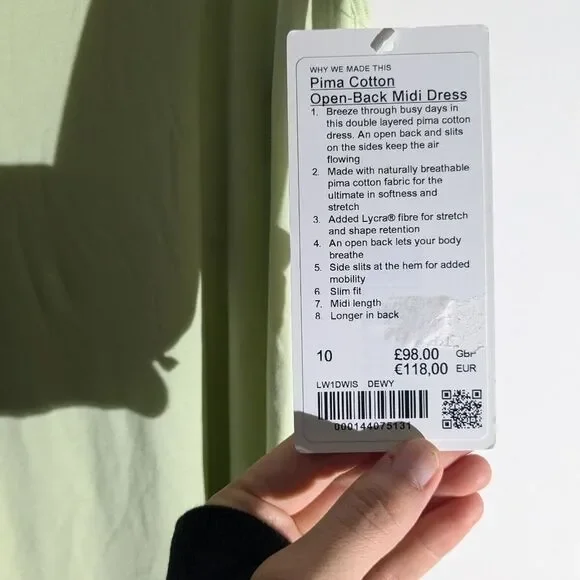 WHY WE MADE THIS
Pima Cotton
Open-Back Midi Dress
1. Breeze through busy days in
this double layered pima cotton
dress. An open back and slits
on the sides keep the air
flowing
2. Made with naturally breathable
pima cotton fabric for the
ultimate in softness and
stretch
3. Added Lycra® fibre for stretch
and shape retention
4. An open back lets your body
breathe
5. Side slits at the hem for added
mobility
6. Slim fit
7. Midi length
8. Longer in back
10 £98.00 GBP
€118,00 EUR
LW1DWIS DEWY
000144075131